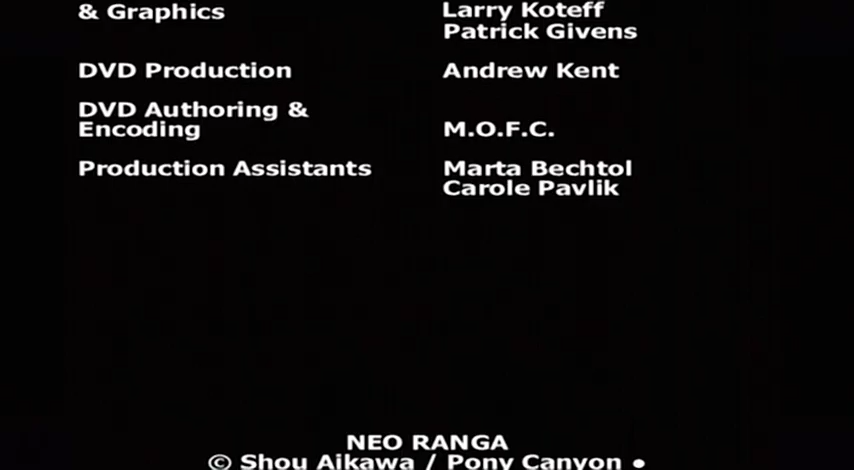 & Graphics Larry Koteff
Patrick Givens
DVD Production Andrew Kent
DVD Authoring &
Encoding M.O.F.C.
Production Assistants Marta Bechtol
Carole Pavlik
NEO RANGA
© Shou Aikawa / Pony Canyon ●